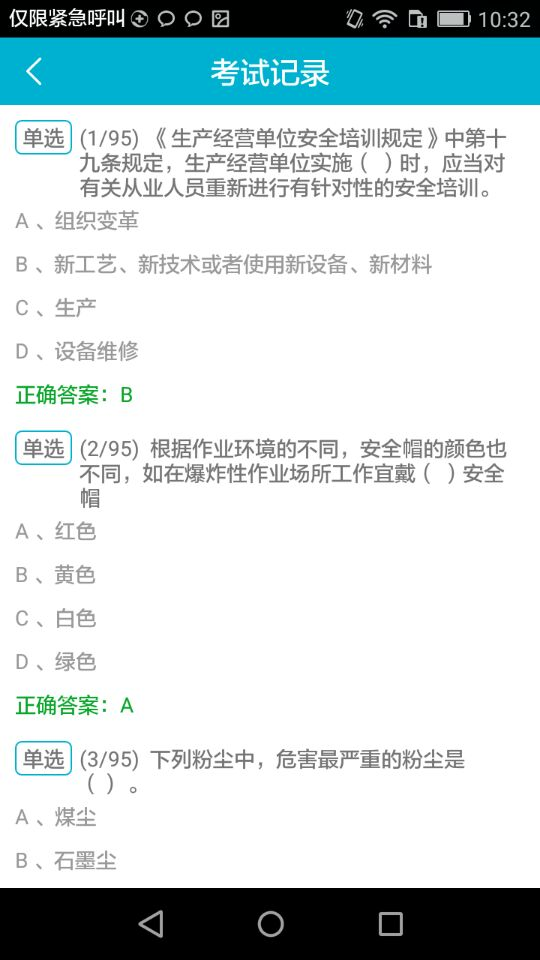 仅限紧急呼叫 10:32
考试记录
单选 (1/95) 《生产经营单位安全培训规定》中第十
九条规定，生产经营单位实施（ ）时，应当对
有关从业人员重新进行有针对性的安全培训。
A 、组织变革
B 、新工艺、新技术或者使用新设备、新材料
C 、生产
D 、设备维修
正确答案：B
单选 (2/95) 根据作业环境的不同，安全帽的颜色也
不同，如在爆炸性作业场所工作宜戴（ ）安全
帽
A 、红色
B 、黄色
C 、白色
D 、绿色
正确答案：A
单选 (3/95) 下列粉尘中，危害最严重的粉尘是
（ ）。
A 、煤尘
B 、石墨尘